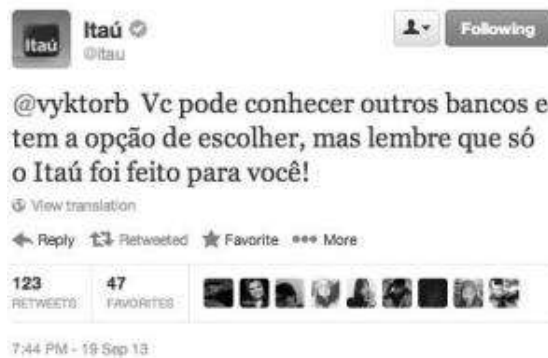 Itaú
Itaú
@itau
Following
@vyktorb Vc pode conhecer outros bancos e
tem a opção de escolher, mas lembre que só
o Itaú foi feito para você!
View translation
Reply Retweeted Favorite More
123 47
RETWEETS FAVORITES
7:44 PM - 19 Sep 13